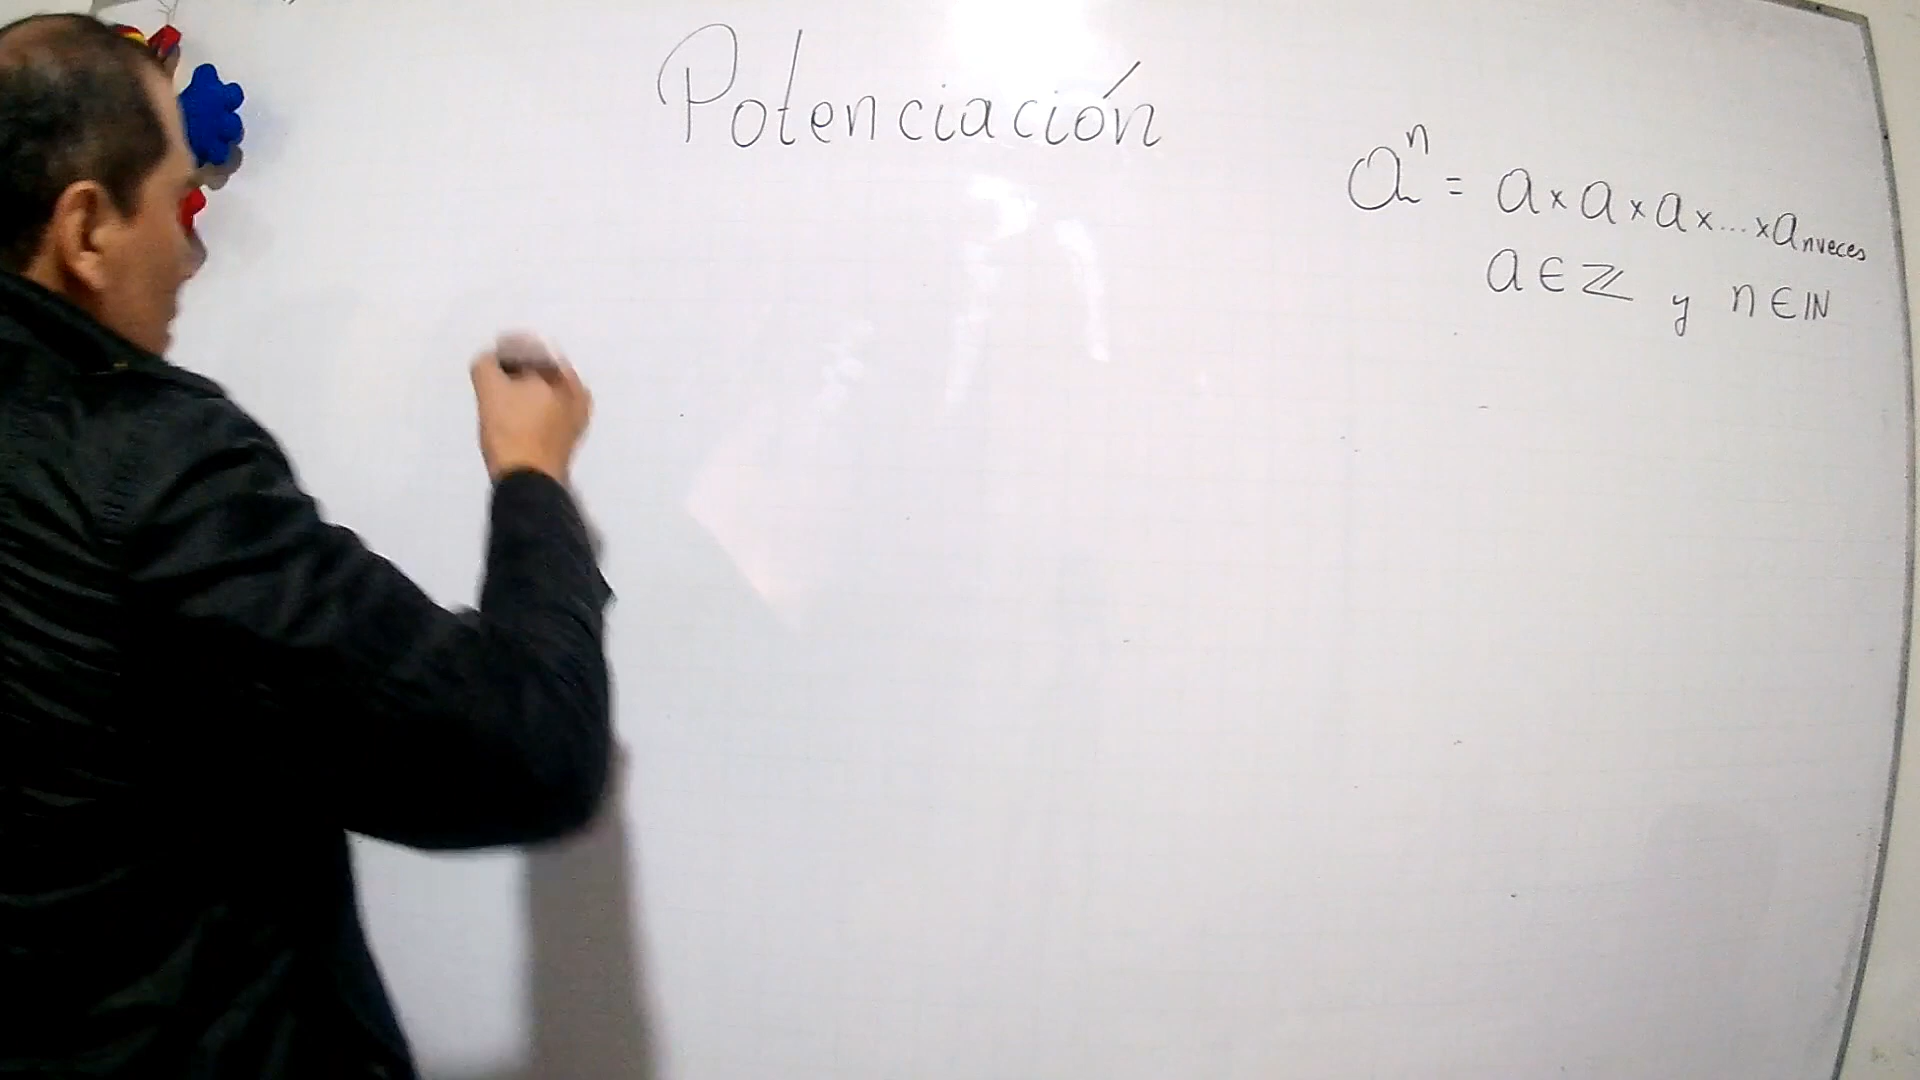 Potenciación
aⁿ = a × a × a × ... × a n veces
a ∈ ℤ y n ∈ ℕ